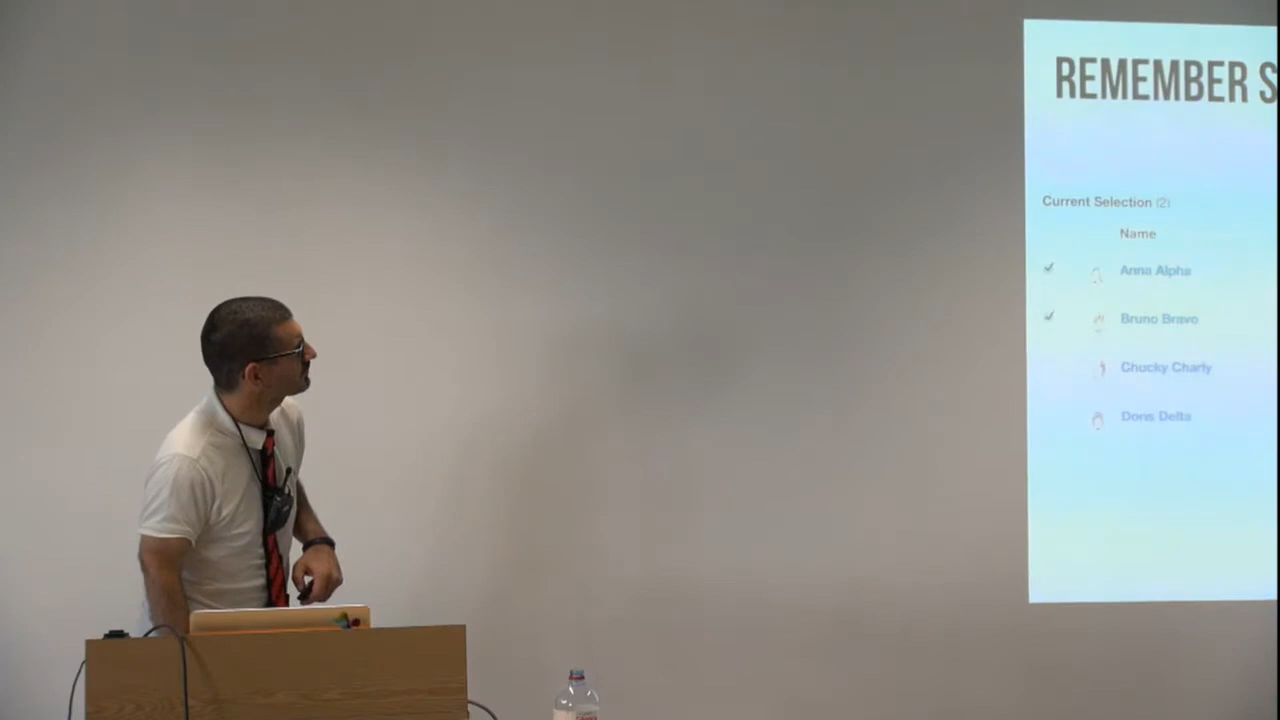 REMEMBER S
Current Selection (2)
Name
Anna Alpha
Bruno Bravo
Chucky Charly
Doris Delta